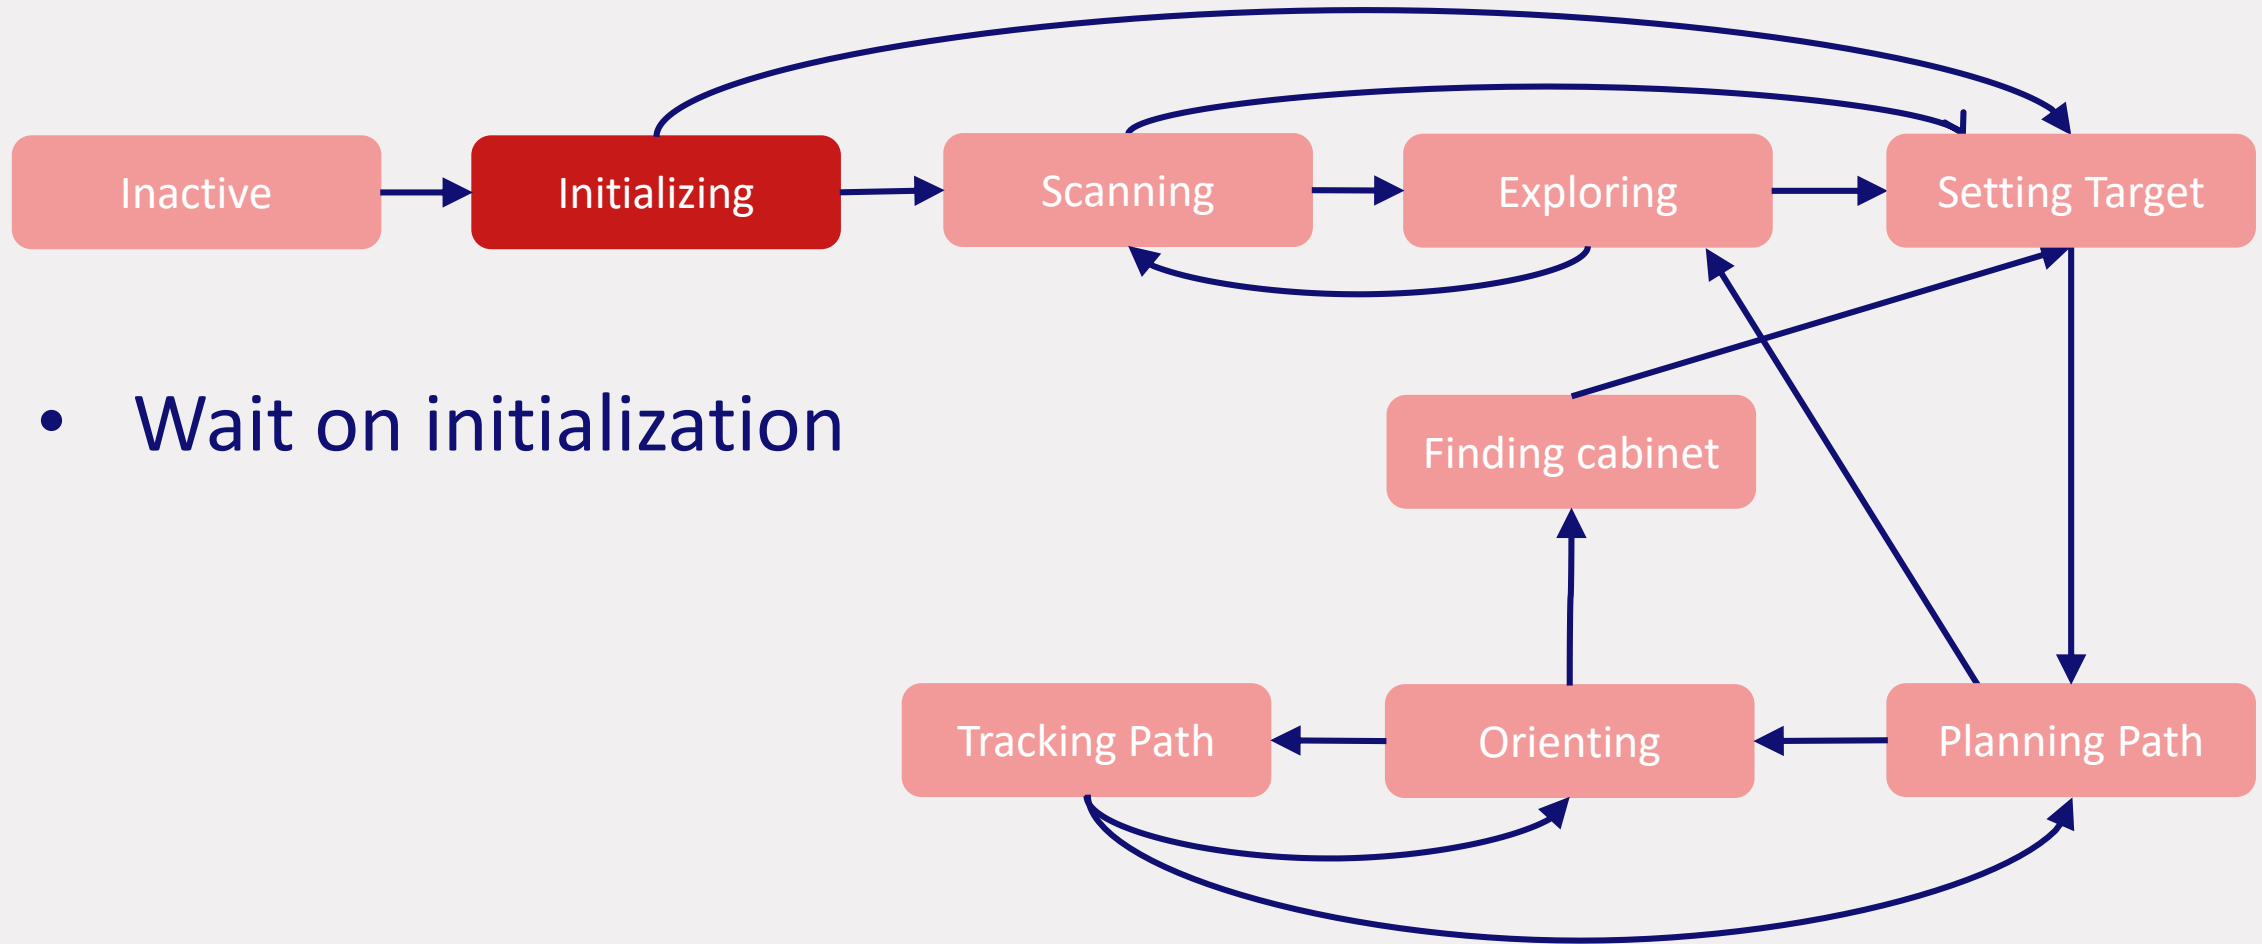 Inactive
Initializing
Scanning
Exploring
Setting Target
• Wait on initialization
Finding cabinet
Tracking Path
Orienting
Planning Path